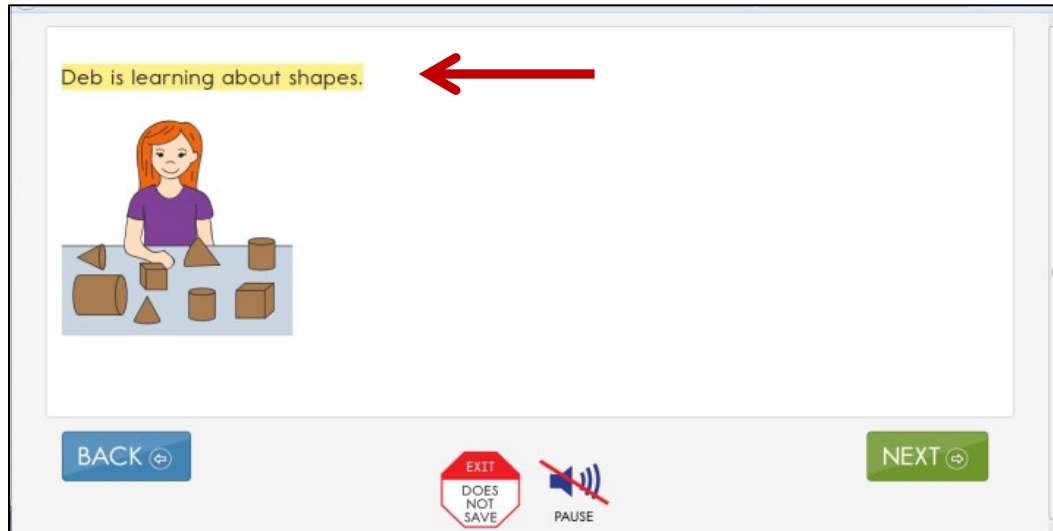 Deb is learning about shapes.
BACK
NEXT
EXIT
DOES
NOT
SAVE
PAUSE